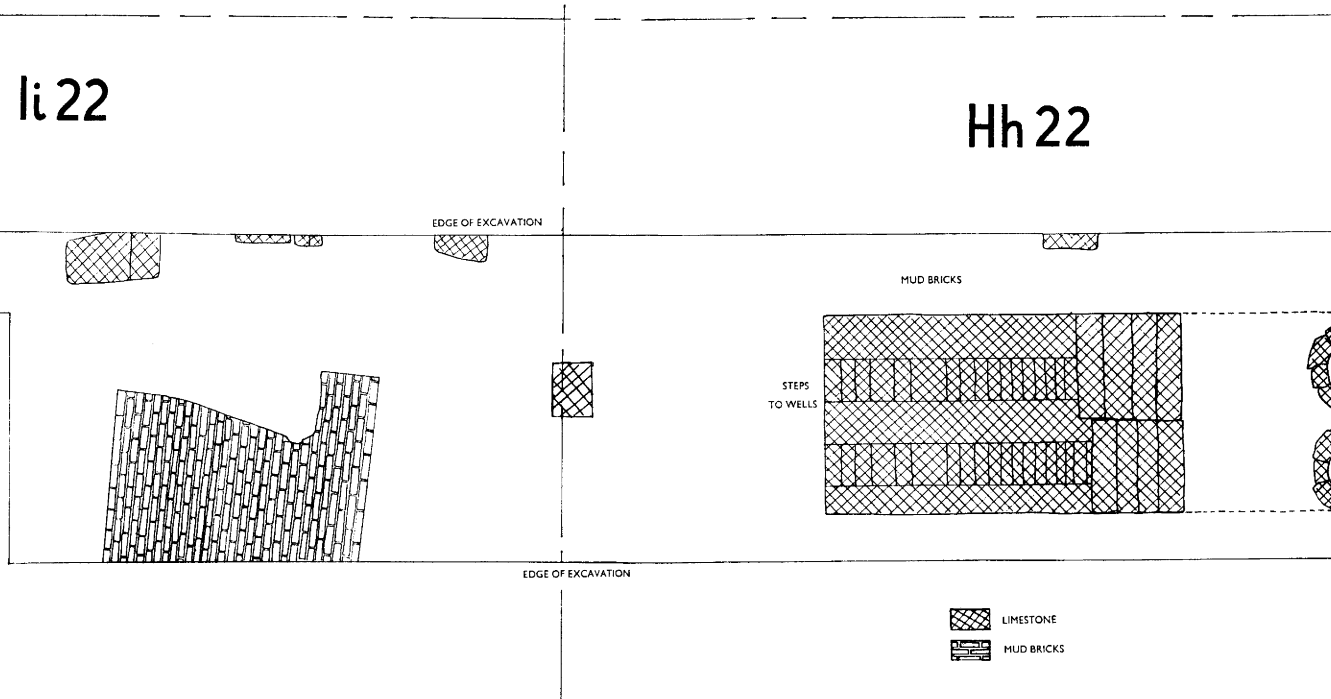 Ii 22
Hh 22
EDGE OF EXCAVATION
MUD BRICKS
STEPS
TO WELLS
EDGE OF EXCAVATION
LIMESTONE
MUD BRICKS